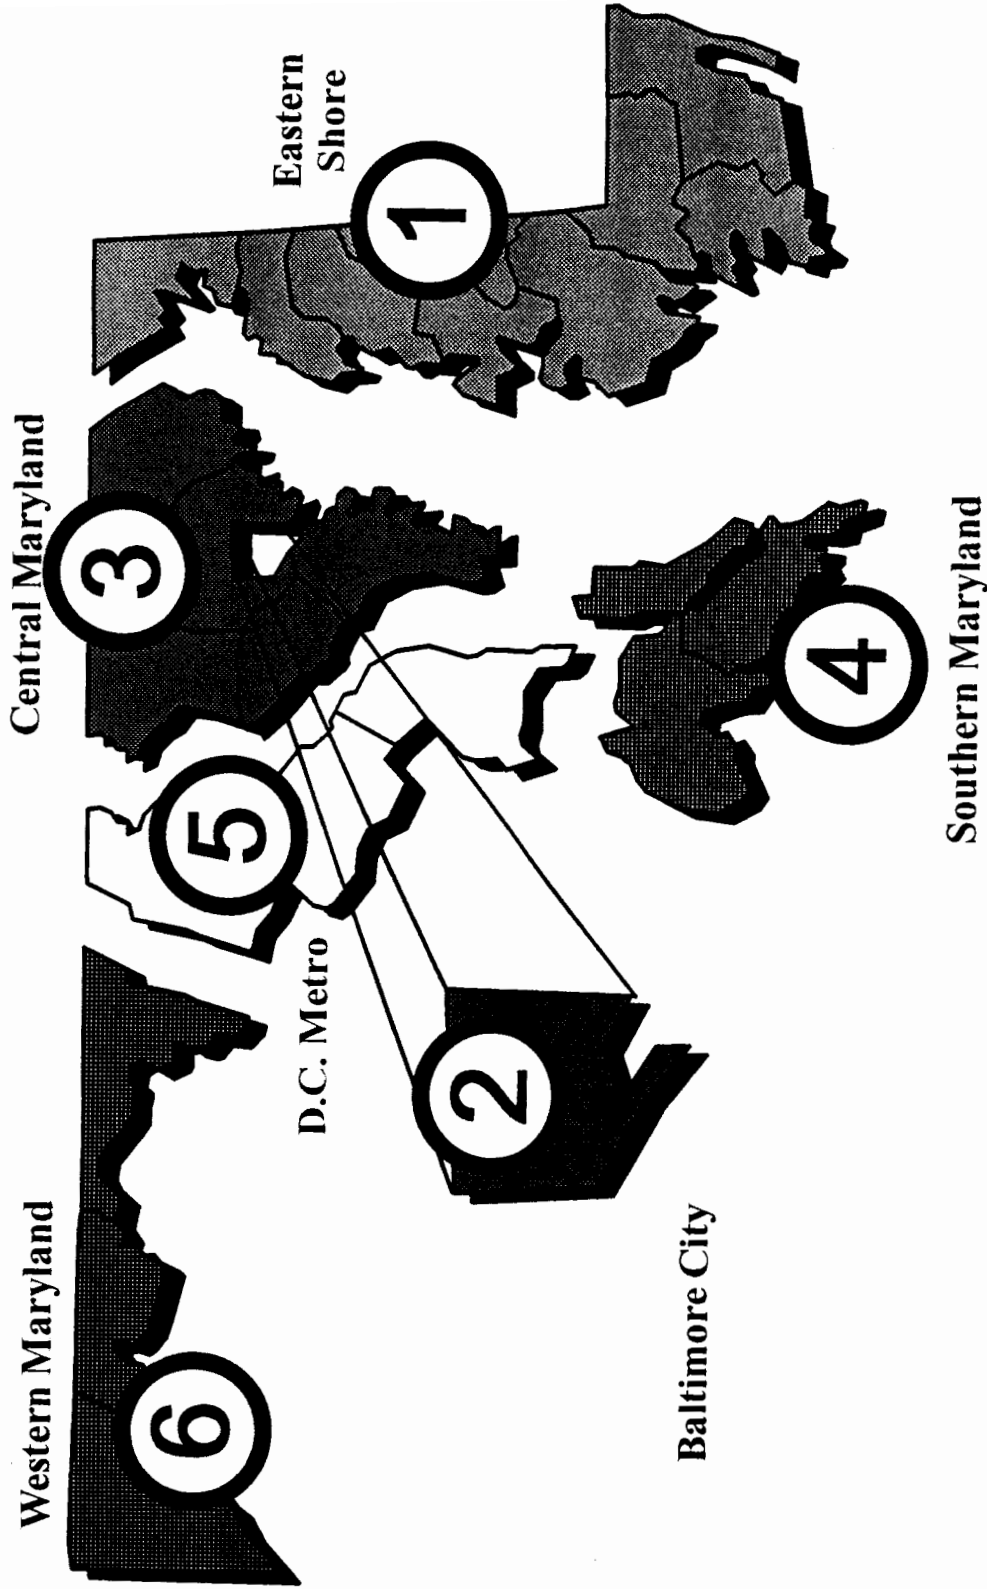 Western Maryland
6
Central Maryland
3
Eastern
Shore
1
5
D.C. Metro
2
Baltimore City
4
Southern Maryland